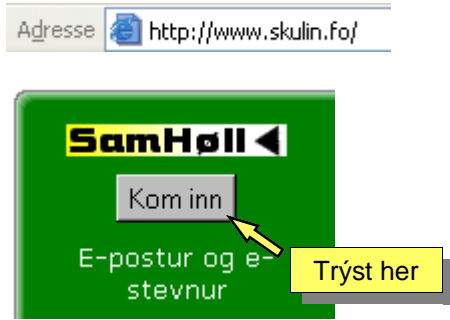 Adresse http://www.skulin.fo/
SamHøll
Kom inn
E-postur og e-
stevnur
Trýst her